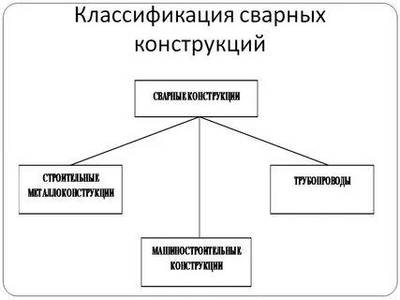 Классификация сварных
конструкций
СВАРНЫЕ КОНСТРУКЦИИ
СТРОИТЕЛЬНЫЕ
МЕТАЛЛОКОНСТРУКЦИИ
ТРУБОПРОВОДЫ
МАШИНОСТРОИТЕЛЬНЫЕ
КОНСТРУКЦИИ